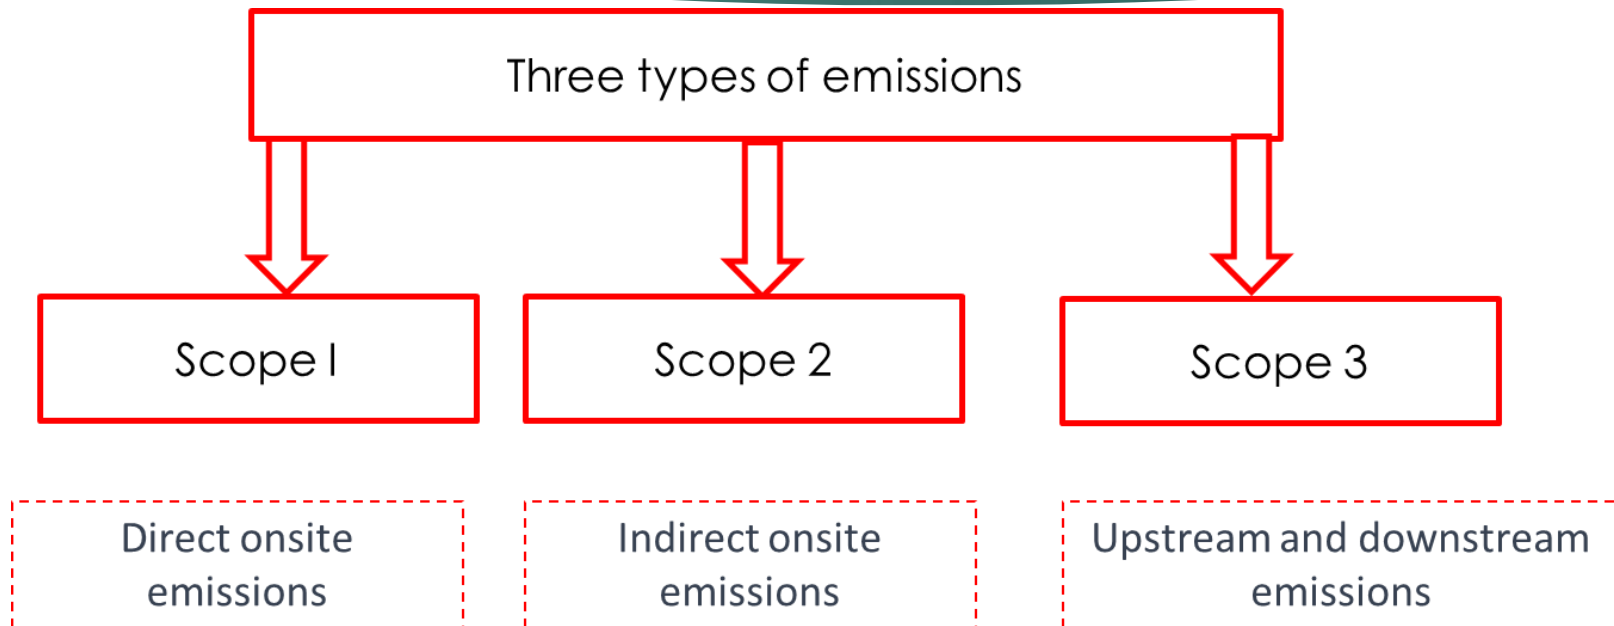 Three types of emissions
Scope 1
Scope 2
Scope 3
Direct onsite
emissions
Indirect onsite
emissions
Upstream and downstream
emissions